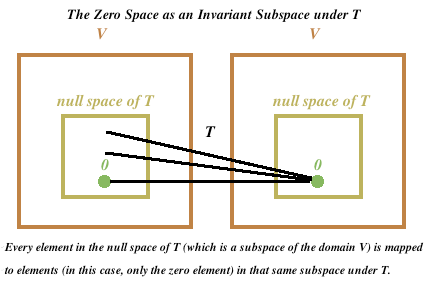 The Zero Space as an Invariant Subspace under T
V V
null space of T null space of T
T
0 0
Every element in the null space of T (which is a subspace of the domain V) is mapped
to elements (in this case, only the zero element) in that same subspace under T.